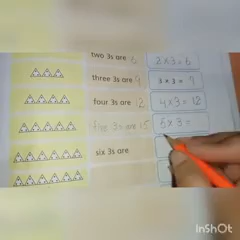 two 3s are 6 2 x 3 = 6
three 3s are 9 3 x 3 = 9
four 3s are 12 4 x 3 = 12
five 3s are 15 5 x 3 =
six 3s are
InShOt